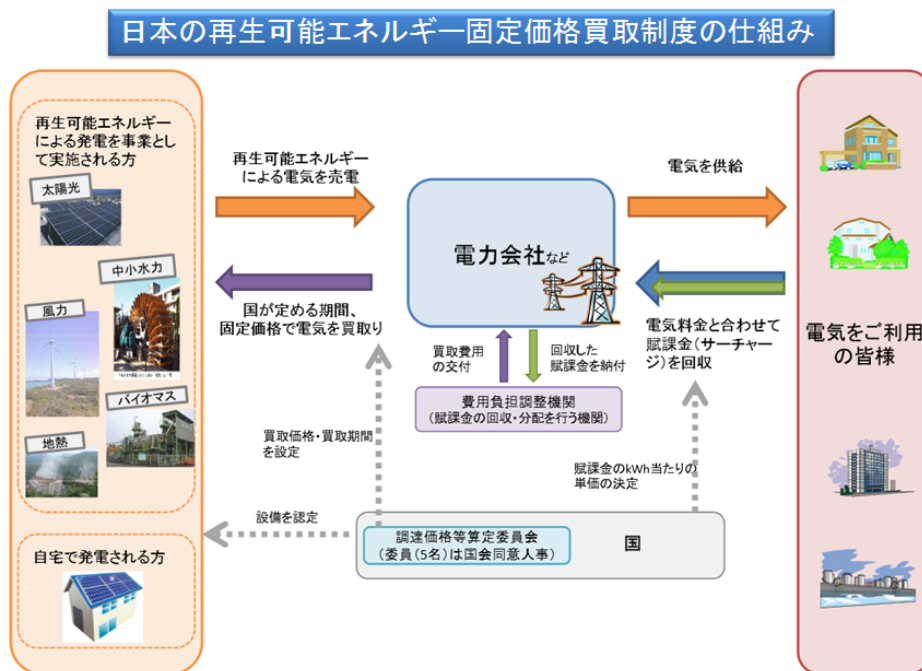 日本の再生可能エネルギー固定価格買取制度の仕組み
再生可能エネルギー
による発電を事業とし
て実施される方
太陽光
中小水力
風力
バイオマス
地熱
自宅で発電される方
再生可能エネルギー
による電気を売電
国が定める期間、
固定価格で電気を買取り
買取価格・買取期間
を設定
設備を認定
電力会社など
買取費用
の交付
回収した
賦課金を納付
費用負担調整機関
(賦課金の回収・分配を行う機関)
調達価格等算定委員会
(委員(5名)は国会同意人事)
国
電気を供給
電気料金と合わせて
賦課金(サーチャー
ジ)を回収
賦課金のkWh当たりの
単価の決定
電気をご利用
の皆様